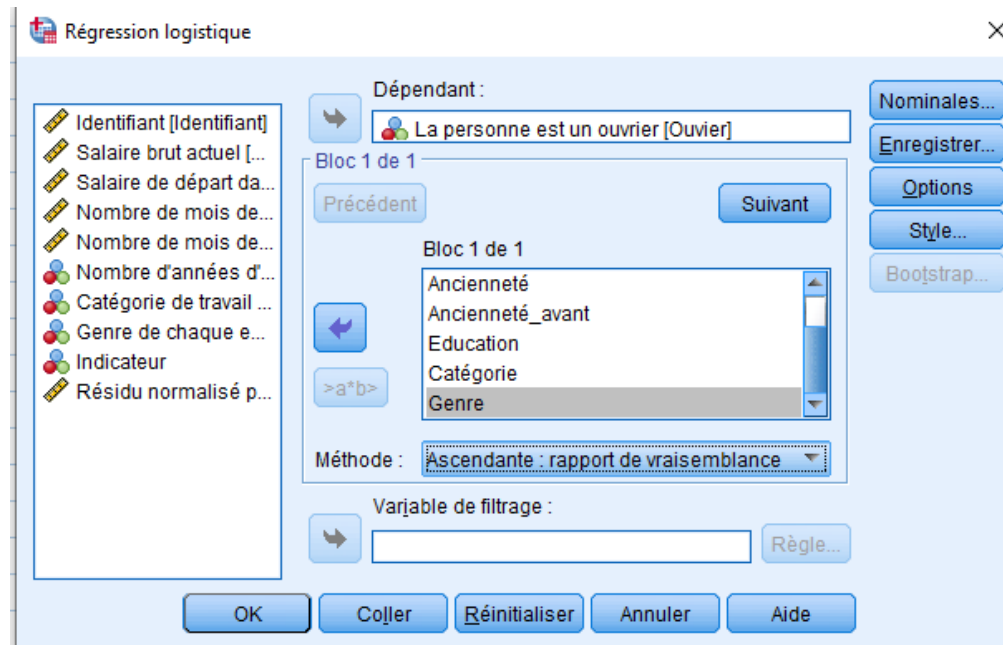 Régression logistique
Identifiant [Identifiant]
Salaire brut actuel [...
Salaire de départ da...
Nombre de mois de...
Nombre de mois de...
Nombre d'années d'...
Catégorie de travail ...
Genre de chaque e...
Indicateur
Résidu normalisé p...
Dépendant :
La personne est un ouvrier [Ouvier]
Bloc 1 de 1
Précédent
Suivant
Bloc 1 de 1
Ancienneté
Ancienneté_avant
Education
Catégorie
Genre
>a*b>
Méthode :
Ascendante : rapport de vraisemblance
Variable de filtrage :
Règle...
Nominales...
Enregistrer...
Options
Style...
Bootstrap...
OK
Coller
Réinitialiser
Annuler
Aide